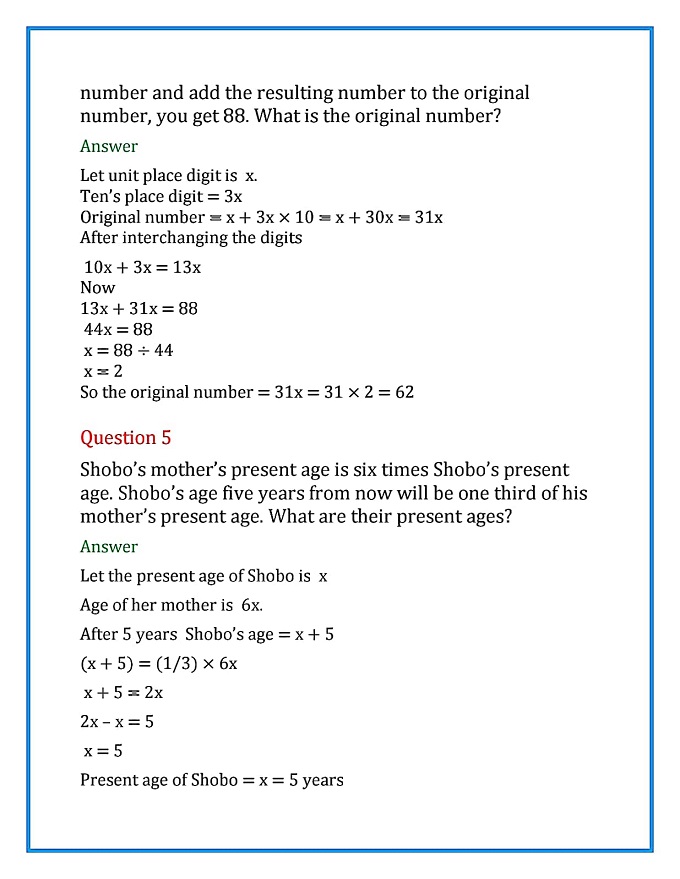 number and add the resulting number to the original
number, you get 88. What is the original number?
Answer
Let unit place digit is x.
Ten’s place digit = 3x
Original number = x + 3x × 10 = x + 30x = 31x
After interchanging the digits
10x + 3x = 13x
Now
13x + 31x = 88
44x = 88
x = 88 ÷ 44
x = 2
So the original number = 31x = 31 × 2 = 62
Question 5
Shobo’s mother’s present age is six times Shobo’s present
age. Shobo’s age five years from now will be one third of his
mother’s present age. What are their present ages?
Answer
Let the present age of Shobo is x
Age of her mother is 6x.
After 5 years Shobo’s age = x + 5
(x + 5) = (1/3) × 6x
x + 5 = 2x
2x – x = 5
x = 5
Present age of Shobo = x = 5 years